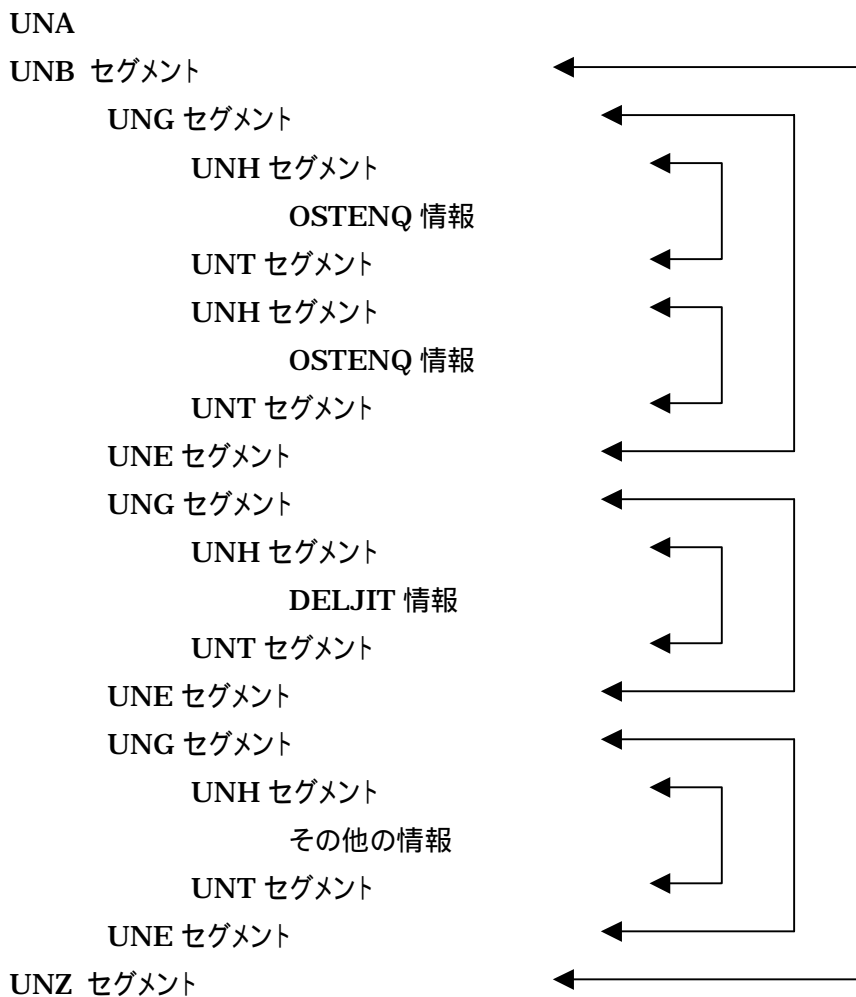 UNA
UNB セグメント
UNG セグメント
UNH セグメント
OSTENQ 情報
UNT セグメント
UNH セグメント
OSTENQ 情報
UNT セグメント
UNE セグメント
UNG セグメント
UNH セグメント
DELJIT 情報
UNT セグメント
UNE セグメント
UNG セグメント
UNH セグメント
その他の情報
UNT セグメント
UNE セグメント
UNZ セグメント